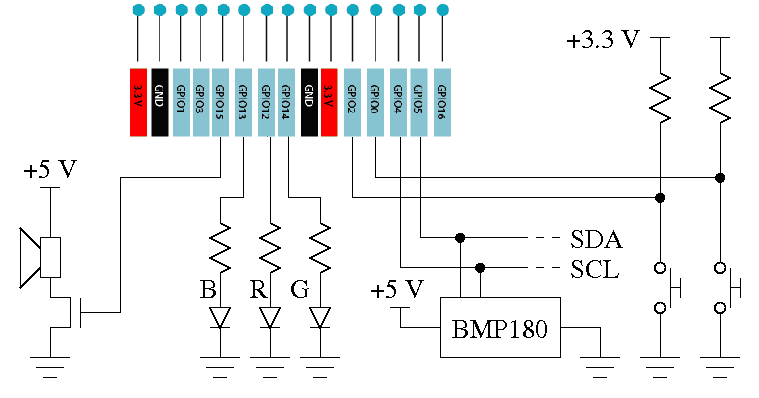 +3.3 V
3.3V
GND
GPIO1
GPIO3
GPIO15
GPIO13
GPIO12
GPIO14
GND
3.3V
GPIO2
GPIO0
GPIO4
GPIO5
GPIO16
+5 V
SDA
SCL
B
R
G
+5 V
BMP180